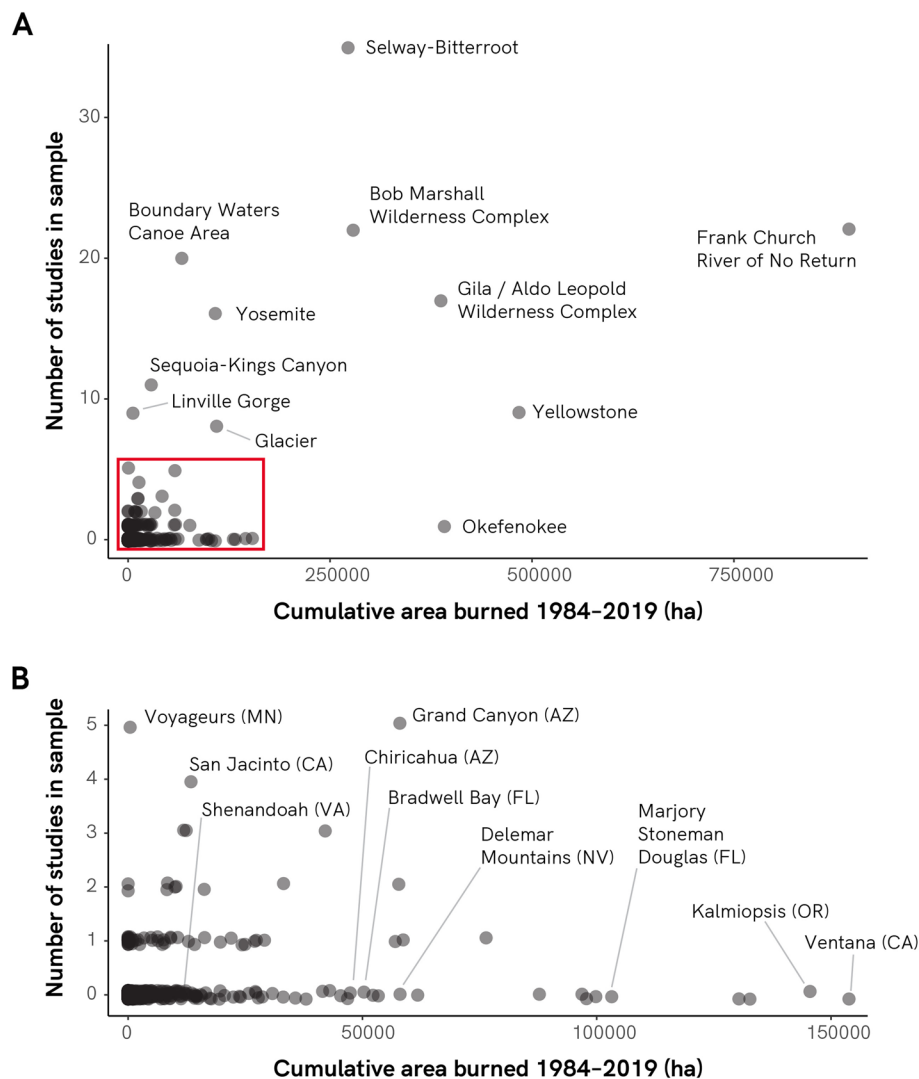 A
Number of studies in sample
30
20
10
0
Selway-Bitterroot
Bob Marshall
Wilderness Complex
Boundary Waters
Canoe Area
Frank Church
River of No Return
Gila / Aldo Leopold
Wilderness Complex
Yosemite
Sequoia-Kings Canyon
Linville Gorge
Yellowstone
Glacier
Okefenokee
0
250000
500000
750000
Cumulative area burned 1984–2019 (ha)
B
Number of studies in sample
5
4
3
2
1
0
Voyageurs (MN)
Grand Canyon (AZ)
Chiricahua (AZ)
San Jacinto (CA)
Bradwell Bay (FL)
Shenandoah (VA)
Marjory
Stoneman
Douglas (FL)
Delemar
Mountains (NV)
Kalmiopsis (OR)
Ventana (CA)
0
50000
100000
150000
Cumulative area burned 1984–2019 (ha)